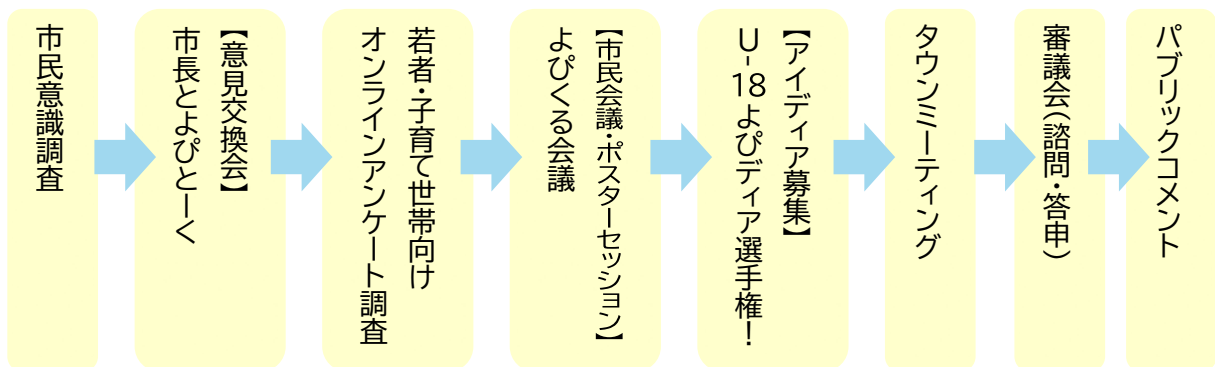 市民意識調査
【意見交換会】
市長とよぴとーく
若者・子育て世帯向け
オンラインアンケート調査
【市民会議・ポスターセッション】
よぴくる会議
【アイディア募集】
U-18 よぴディア選手権！
タウンミーティング
審議会（諮問・答申）
パブリックコメント